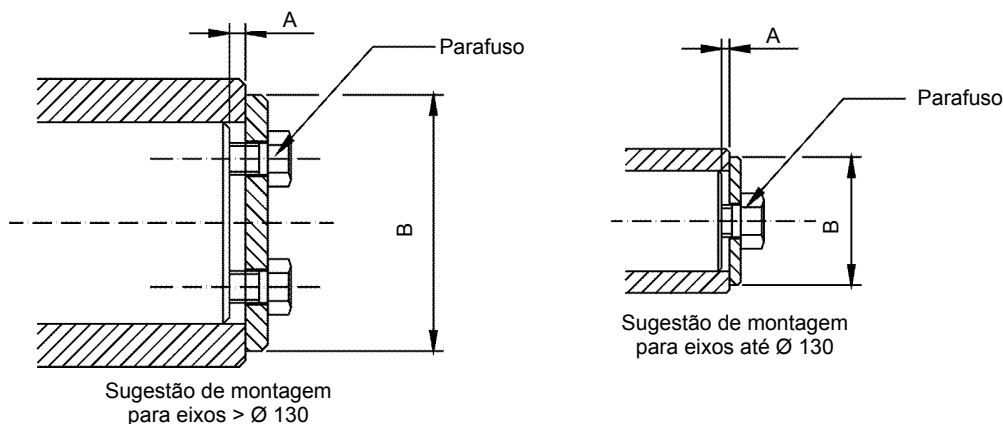 A
Parafuso
B
Sugestão de montagem
para eixos > Ø 130
A
Parafuso
B
Sugestão de montagem
para eixos até Ø 130